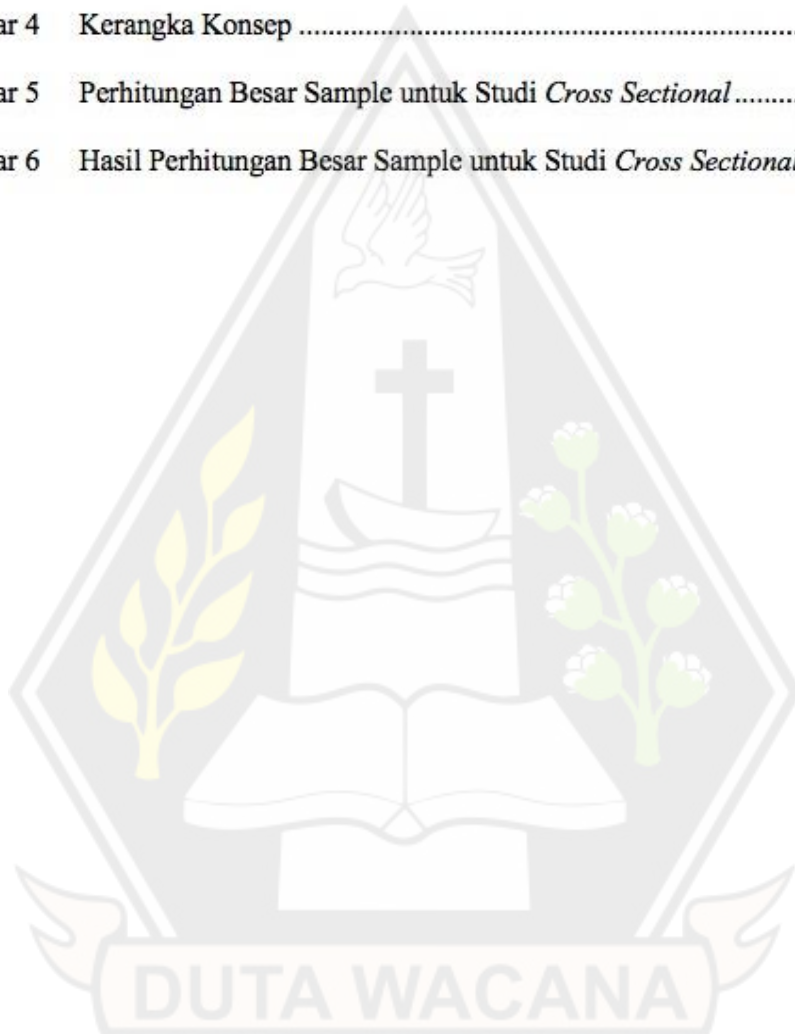 ar 4 Kerangka Konsep ....................................................................
ar 5 Perhitungan Besar Sample untuk Studi Cross Sectional .........
ar 6 Hasil Perhitungan Besar Sample untuk Studi Cross Sectional
DUTA WACANA